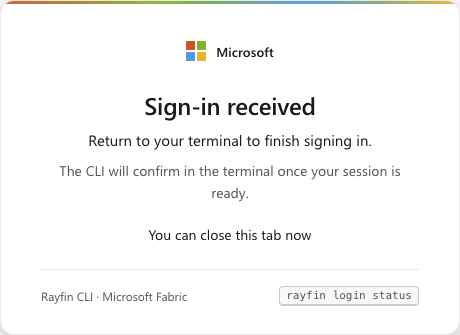 Microsoft
Sign-in received
Return to your terminal to finish signing in.
The CLI will confirm in the terminal once your session is
ready.
You can close this tab now
Rayfin CLI · Microsoft Fabric
rayfin login status